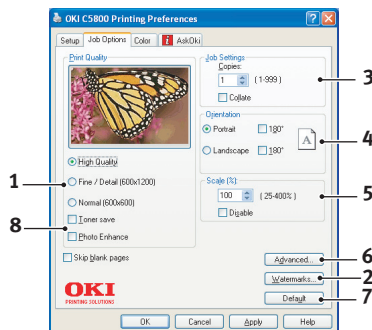 OKI C5800 Printing Preferences
Setup Job Options Color AskOki
Print Quality
High Quality
Fine / Detail (600x1200)
Normal (600x600)
Toner save
Photo Enhance
Skip blank pages
OKI
PRINTING SOLUTIONS
Job Settings
Copies:
1 (1-999)
Collate
Orientation
Portrait 180°
Landscape 180°
A
Scale (%)
100 (25-400%)
Disable
Advanced...
Watermarks...
Default
OK Cancel Apply Help
1
8
3
4
5
6
2
7